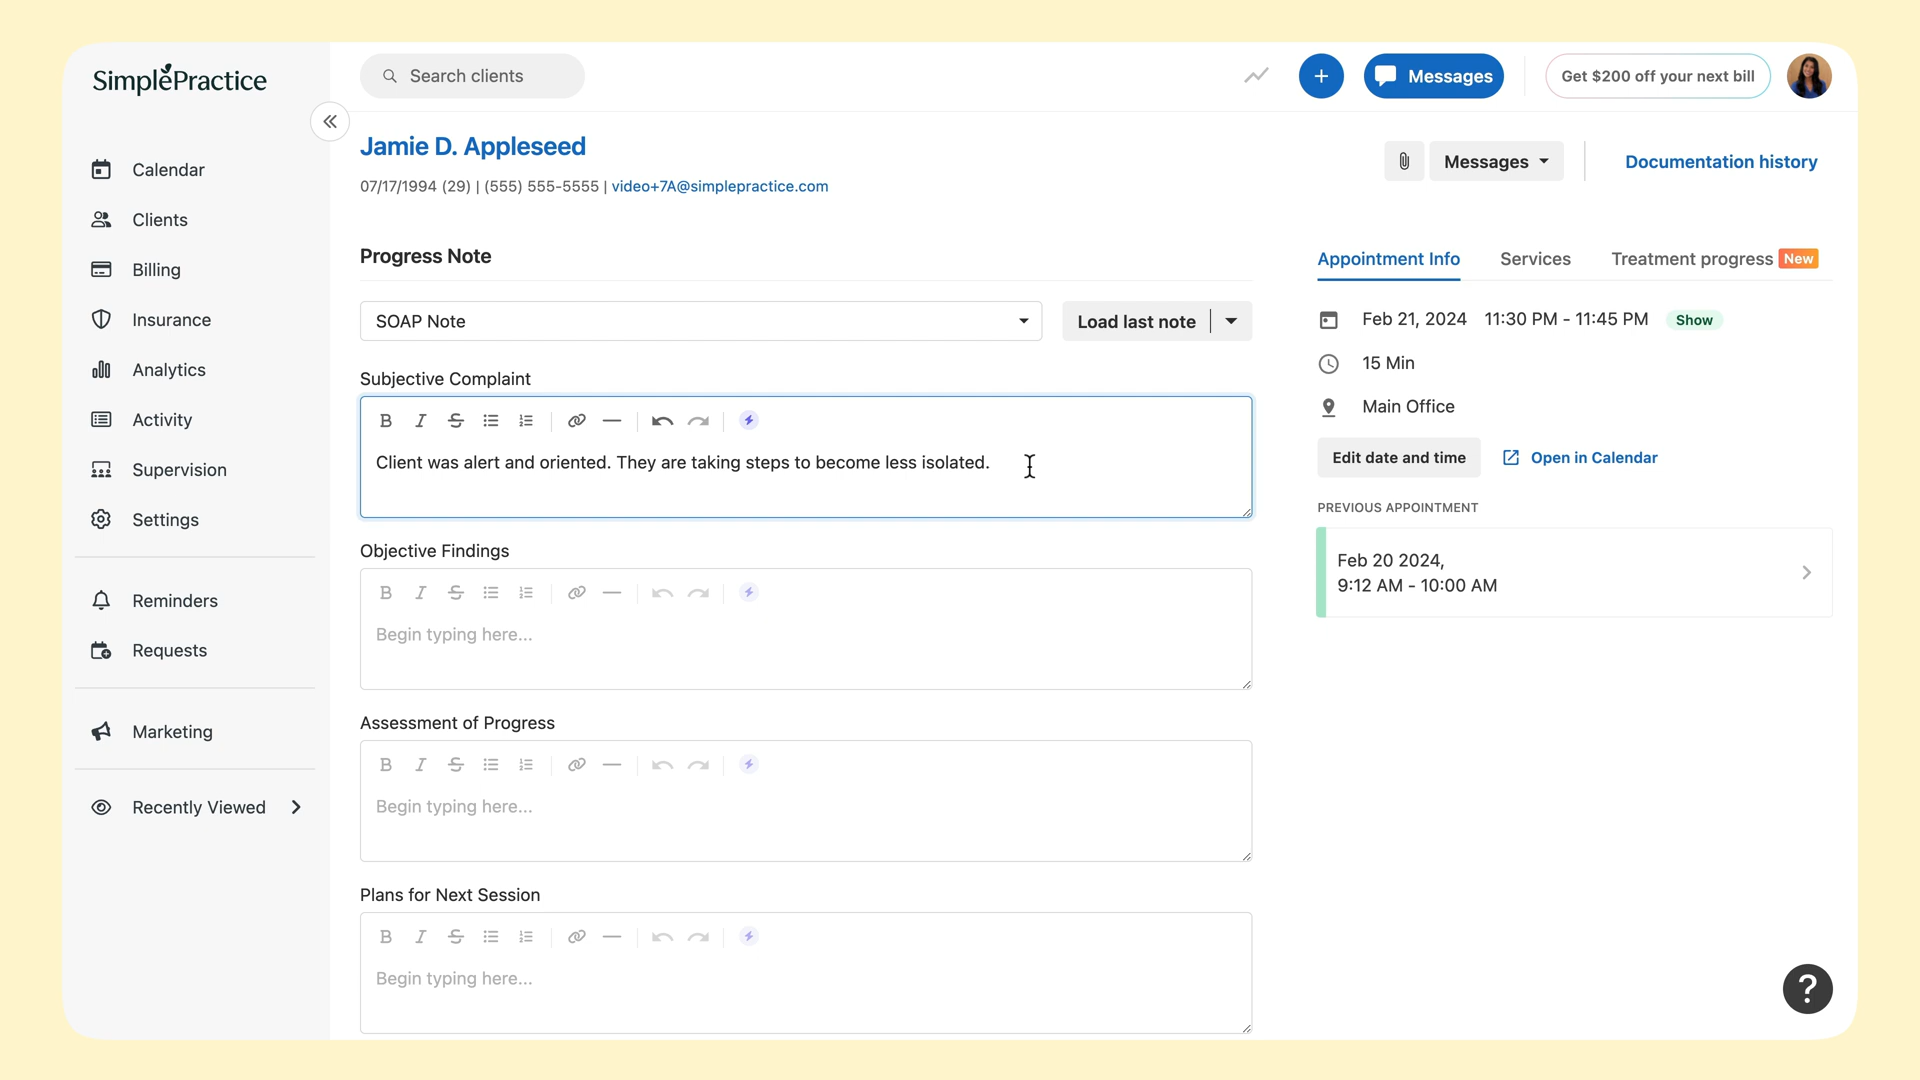 SimplePractice
Search clients
Messages
Get $200 off your next bill
Calendar
Clients
Billing
Insurance
Analytics
Activity
Supervision
Settings
Reminders
Requests
Marketing
Recently Viewed
Jamie D. Appleseed
07/17/1994 (29) | (555) 555-5555 | video+7A@simplepractice.com
Messages
Documentation history
Progress Note
SOAP Note
Load last note
Subjective Complaint
B I S
Client was alert and oriented. They are taking steps to become less isolated.
Objective Findings
B I S
Begin typing here...
Assessment of Progress
B I S
Begin typing here...
Plans for Next Session
B I S
Begin typing here...
Appointment Info Services Treatment progress New
Feb 21, 2024 11:30 PM - 11:45 PM Show
15 Min
Main Office
Edit date and time Open in Calendar
PREVIOUS APPOINTMENT
Feb 20 2024,
9:12 AM - 10:00 AM
?